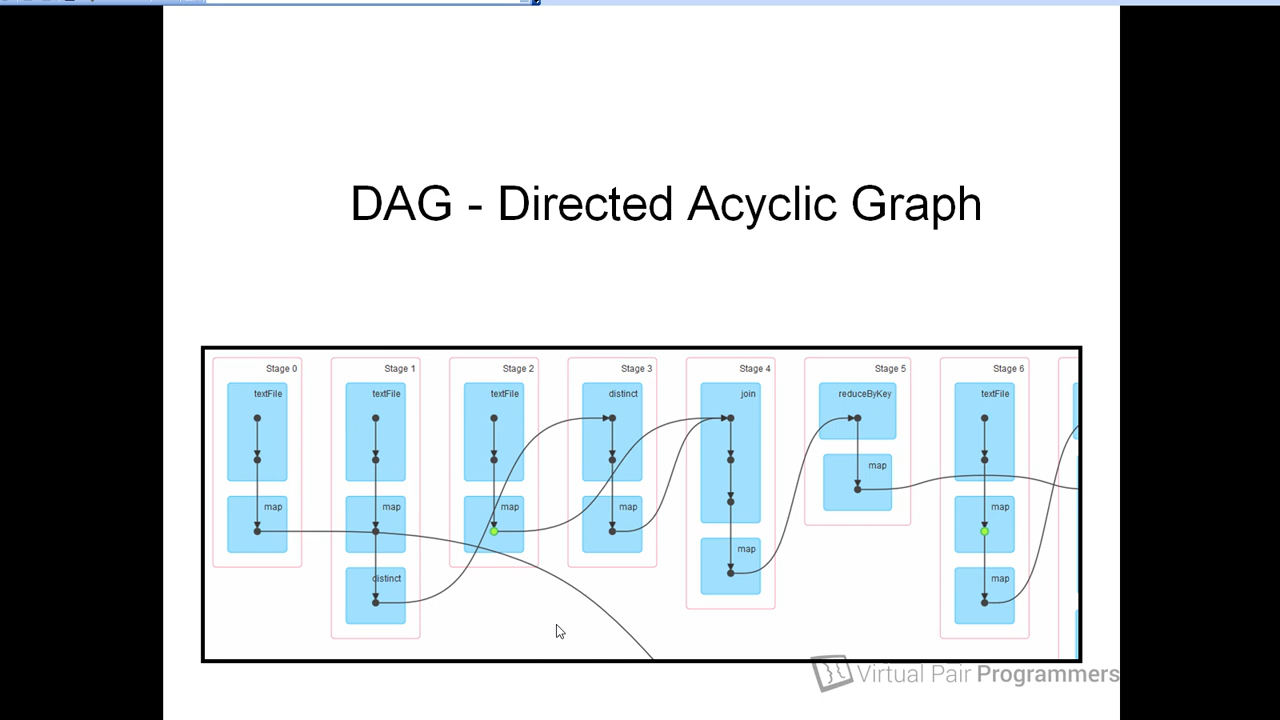 DAG - Directed Acyclic Graph
Stage 0
Stage 1
Stage 2
Stage 3
Stage 4
Stage 5
Stage 6
textFile
textFile
textFile
distinct
join
reduceByKey
textFile
map
map
map
map
map
map
map
distinct
map
Virtual Pair Programmers